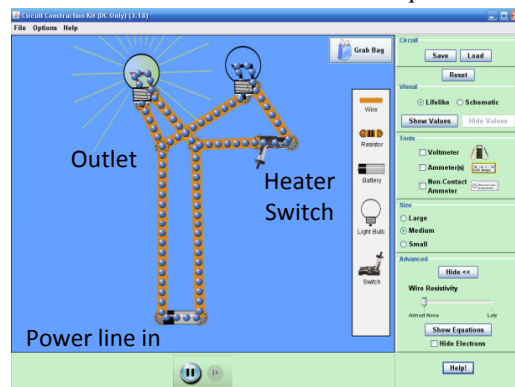 Circuit Construction Kit (DC Only) (3.18)
File Options Help
Grab Bag
Wire
Resistor
Battery
Light Bulb
Switch
Outlet
Heater
Switch
Power line in
Circuit
Save Load
Reset
Visual
Lifelike Schematic
Show Values Hide Values
Tools
Voltmeter
Ammeter(s)
Non-Contact
Ammeter
Size
Large
Medium
Small
Advanced
Hide <<
Wire Resistivity
Almost None Lots
Show Equations
Hide Electrons
Help!